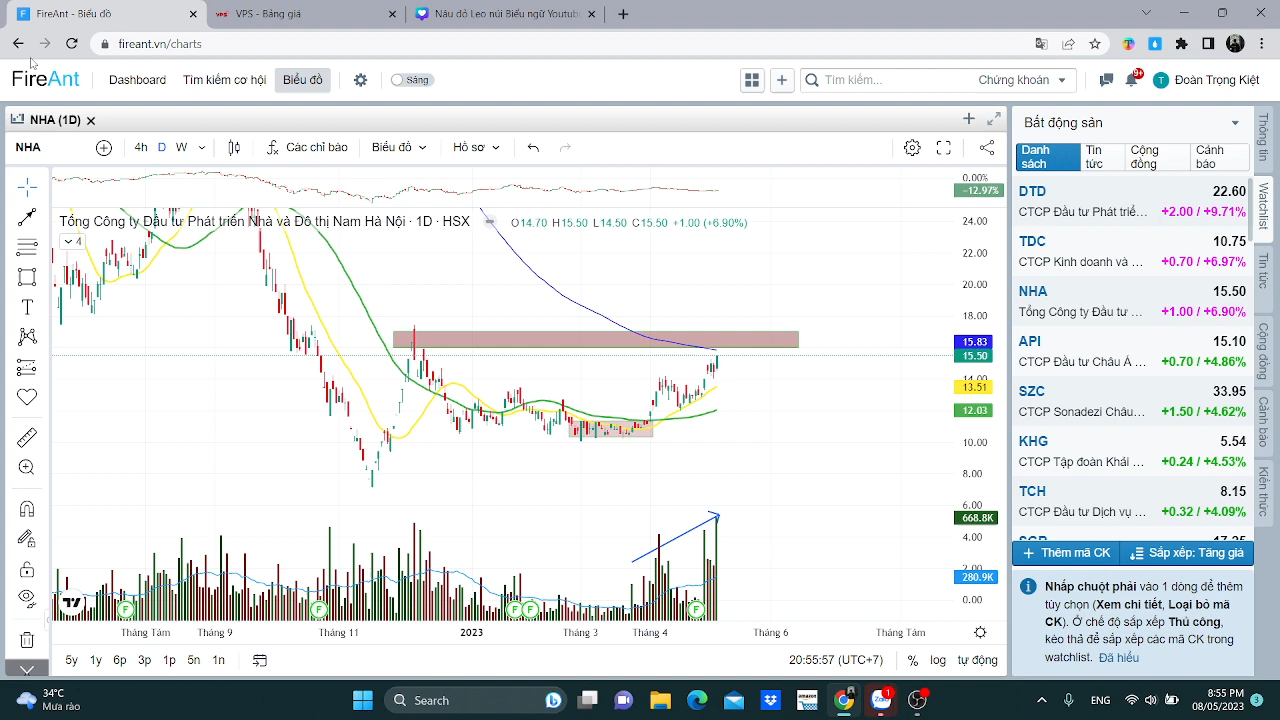 FireAnt - Biểu đồ
VPS - Bảng giá
Nâu đồ Leo núi Biểu ngữ Youtub
fireant.vn/charts
FireAnt
Dashboard
Tìm kiếm cơ hội
Biểu đồ
Sáng
Tìm kiếm...
Chứng khoán
9+
T
Đoàn Trọng Kiệt
NHA (1D)
NHA
4h
D
W
Các chỉ báo
Biểu đồ
Hồ sơ
0.00%
−12.97%
Tổng Công ty Đầu tư Phát triển Nhà và Đô thị Nam Hà Nội · 1D · HSX
O14.70 H15.50 L14.50 C15.50 +1.00 (+6.90%)
4
24.00
22.00
20.00
18.00
15.83
15.50
14.00
13.51
12.03
10.00
8.00
6.00
668.8K
4.00
2.00
280.9K
0.00
F
F
F
F
F
Tháng Tám
Tháng 9
Tháng 11
2023
Tháng 3
Tháng 4
Tháng 6
Tháng Tám
5y
1y
6p
3p
1p
5n
1n
20:55:57 (UTC+7)
%
log
tự động
Bất động sản
Danh sách
Tin tức
Cộng đồng
Cảnh báo
DTD 22.60
CTCP Đầu tư Phát triể... +2.00 / +9.71%
TDC 10.75
CTCP Kinh doanh và ... +0.70 / +6.97%
NHA 15.50
Tổng Công ty Đầu tư ... +1.00 / +6.90%
API 15.10
CTCP Đầu tư Châu Á ... +0.70 / +4.86%
SZC 33.95
CTCP Sonadezi Châu... +1.50 / +4.62%
KHG 5.54
CTCP Tập đoàn Khải ... +0.24 / +4.53%
TCH 8.15
CTCP Đầu tư Dịch vụ ... +0.32 / +4.09%
Thêm mã CK
Sắp xếp: Tăng giá
Nhấp chuột phải vào 1 dòng để thêm
tùy chọn (Xem chi tiết, Loại bỏ mã
CK). Ở chế độ sắp xếp Thủ công,
kéo thả để sắp xếp các mã CK trong
watchlist. Đã hiểu
Thông tin
Watchlist
Tin tức
Cộng đồng
Cảnh báo
Kiến thức
34°C
Mưa rào
Search
amazon
Zalo
1
ENG
8:55 PM
08/05/2023
3